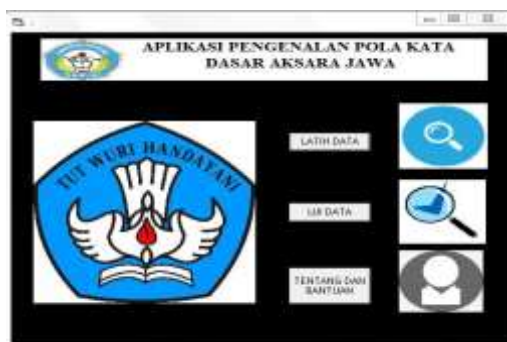 APLIKASI PENGENALAN POLA KATA
DASAR AKSARA JAWA
TUT WURI HANDAYANI
LATIH DATA
UJI DATA
TENTANG DAN
BANTUAN